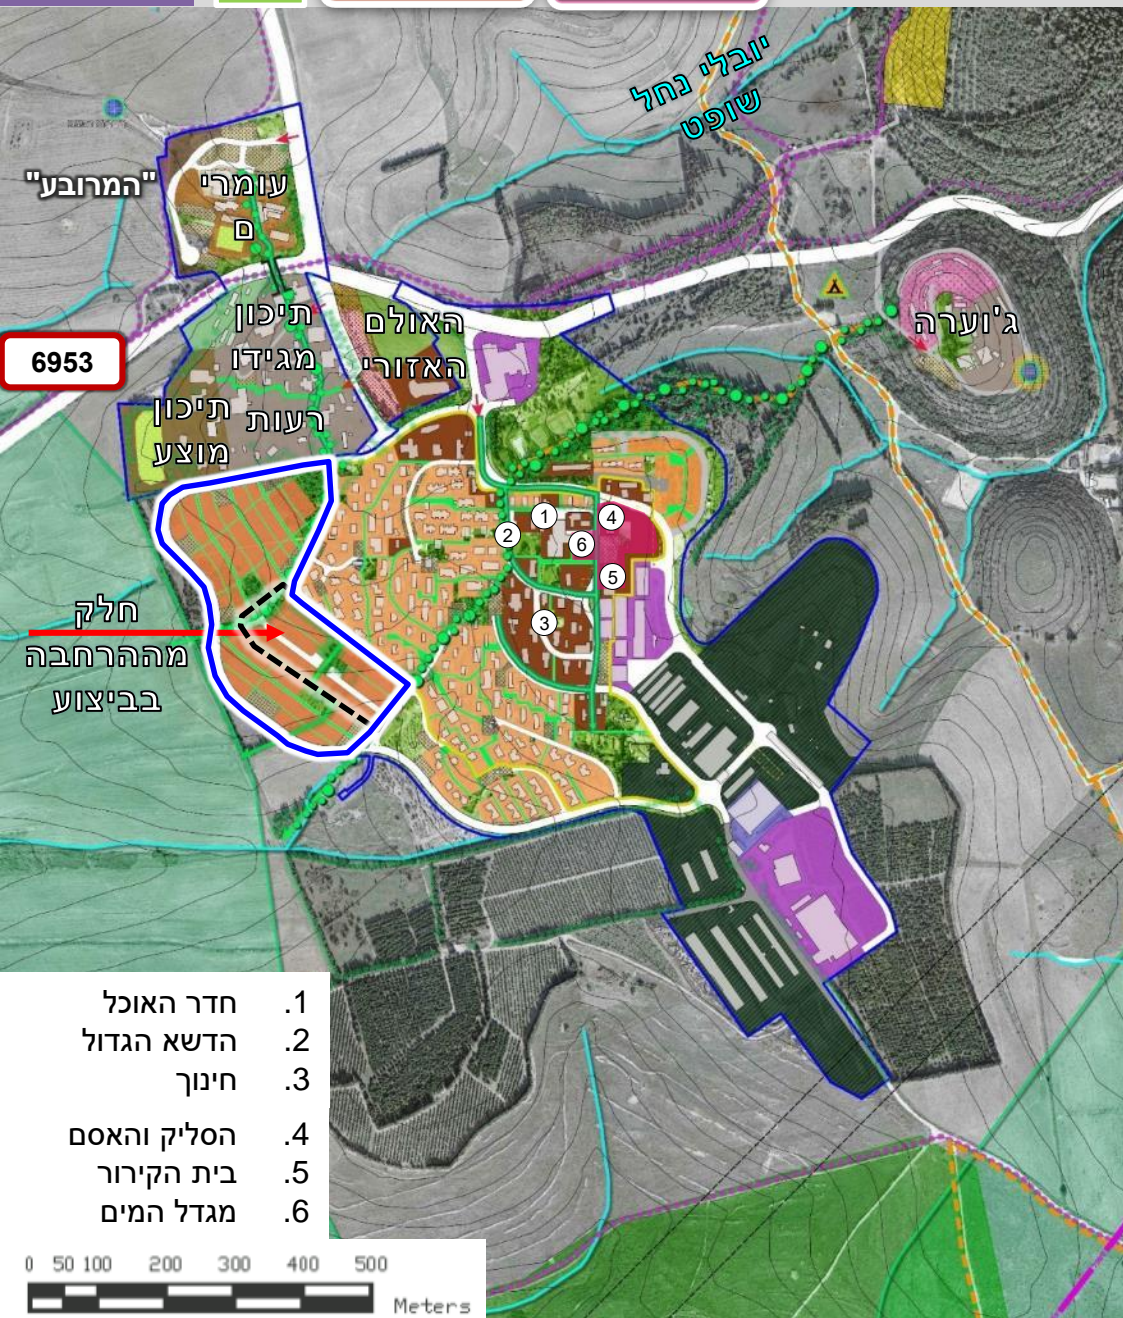 יובלי נחל
שופט
"המרובע"
עומרי
ם
תיכון
מגידו
האולם
האזורי
ג'וערה
6953
תיכון
מוצע
רעות
1
2
3
4
5
6
חלק
מההרחבה
בביצוע
1. חדר האוכל
2. הדשא הגדול
3. חינוך
4. הסליק והאסם
5. בית הקירור
6. מגדל המים
0 50 100 200 300 400 500
Meters